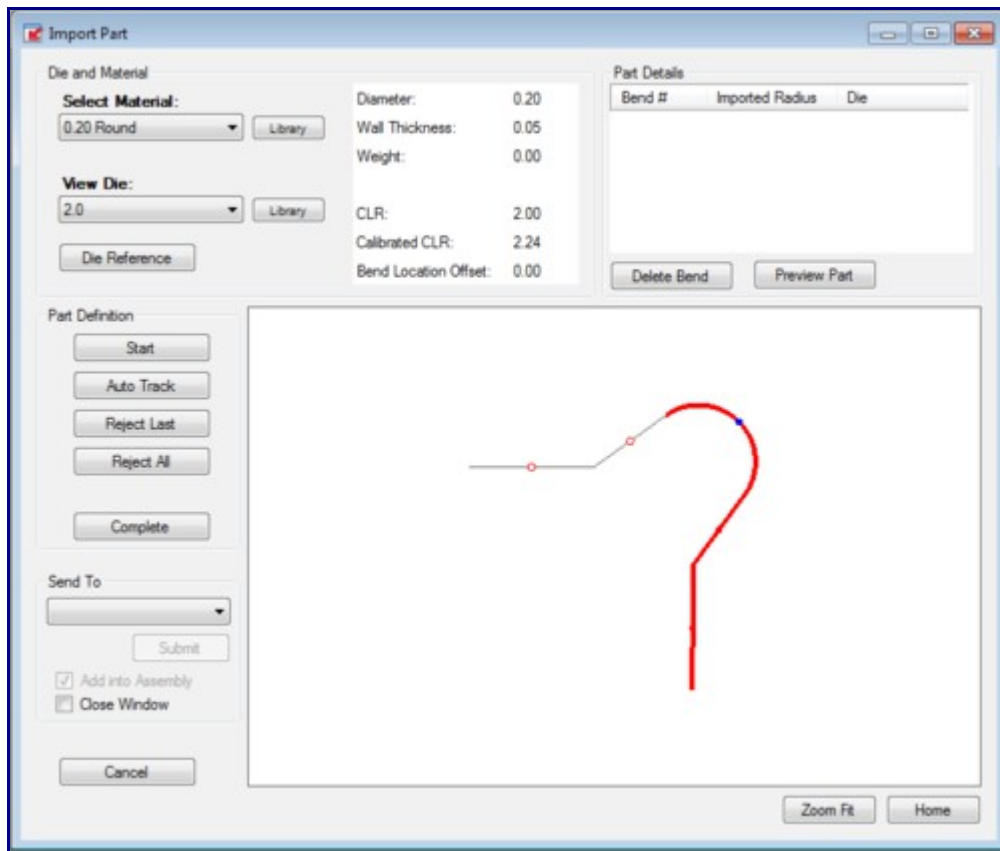 Import Part
Die and Material
Select Material:
0.20 Round
Library
View Die:
2.0
Library
Die Reference
Diameter: 0.20
Wall Thickness: 0.05
Weight: 0.00
CLR: 2.00
Calibrated CLR: 2.24
Bend Location Offset: 0.00
Part Details
Bend # Imported Radius Die
Delete Bend Preview Part
Part Definition
Start
Auto Track
Reject Last
Reject All
Complete
Send To
Submit
Add into Assembly
Close Window
Cancel
Zoom Fit Home